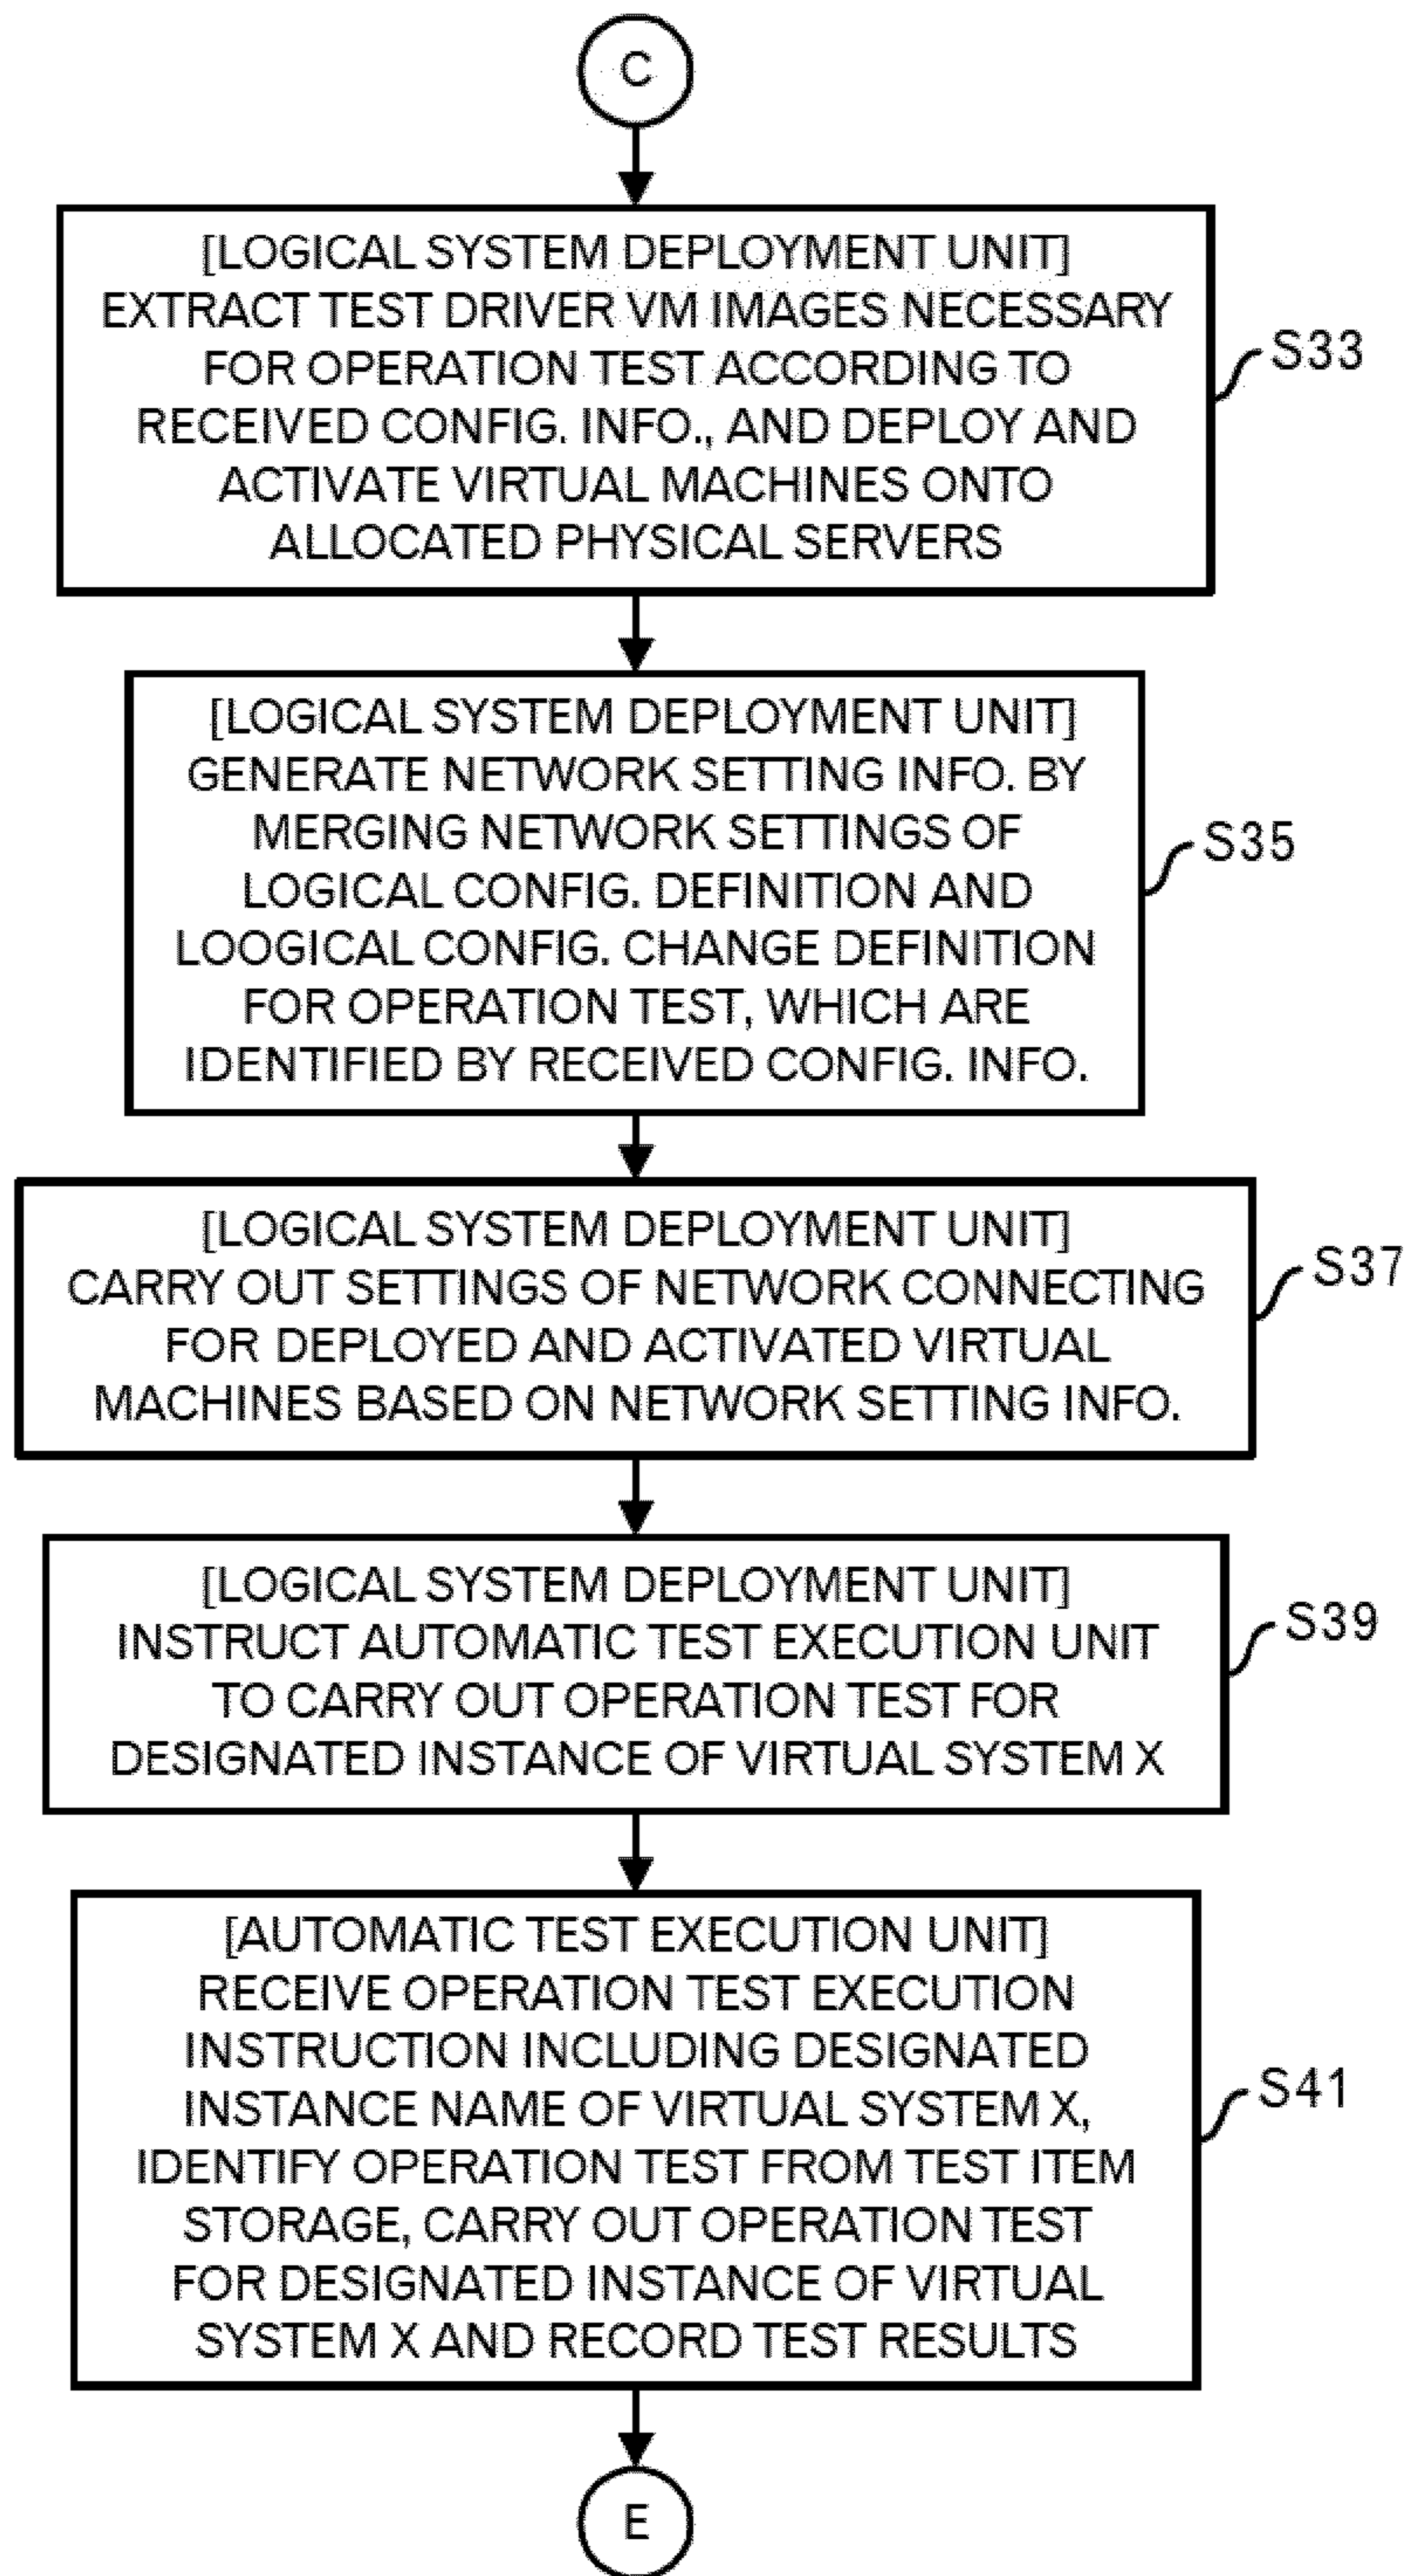 C
[LOGICAL SYSTEM DEPLOYMENT UNIT]
EXTRACT TEST DRIVER VM IMAGES NECESSARY
FOR OPERATION TEST ACCORDING TO
RECEIVED CONFIG. INFO., AND DEPLOY AND
ACTIVATE VIRTUAL MACHINES ONTO
ALLOCATED PHYSICAL SERVERS
S33
[LOGICAL SYSTEM DEPLOYMENT UNIT]
GENERATE NETWORK SETTING INFO. BY
MERGING NETWORK SETTINGS OF
LOGICAL CONFIG. DEFINITION AND
LOOGICAL CONFIG. CHANGE DEFINITION
FOR OPERATION TEST, WHICH ARE
IDENTIFIED BY RECEIVED CONFIG. INFO.
S35
[LOGICAL SYSTEM DEPLOYMENT UNIT]
CARRY OUT SETTINGS OF NETWORK CONNECTING
FOR DEPLOYED AND ACTIVATED VIRTUAL
MACHINES BASED ON NETWORK SETTING INFO.
S37
[LOGICAL SYSTEM DEPLOYMENT UNIT]
INSTRUCT AUTOMATIC TEST EXECUTION UNIT
TO CARRY OUT OPERATION TEST FOR
DESIGNATED INSTANCE OF VIRTUAL SYSTEM X
S39
[AUTOMATIC TEST EXECUTION UNIT]
RECEIVE OPERATION TEST EXECUTION
INSTRUCTION INCLUDING DESIGNATED
INSTANCE NAME OF VIRTUAL SYSTEM X,
IDENTIFY OPERATION TEST FROM TEST ITEM
STORAGE, CARRY OUT OPERATION TEST
FOR DESIGNATED INSTANCE OF VIRTUAL
SYSTEM X AND RECORD TEST RESULTS
S41
E